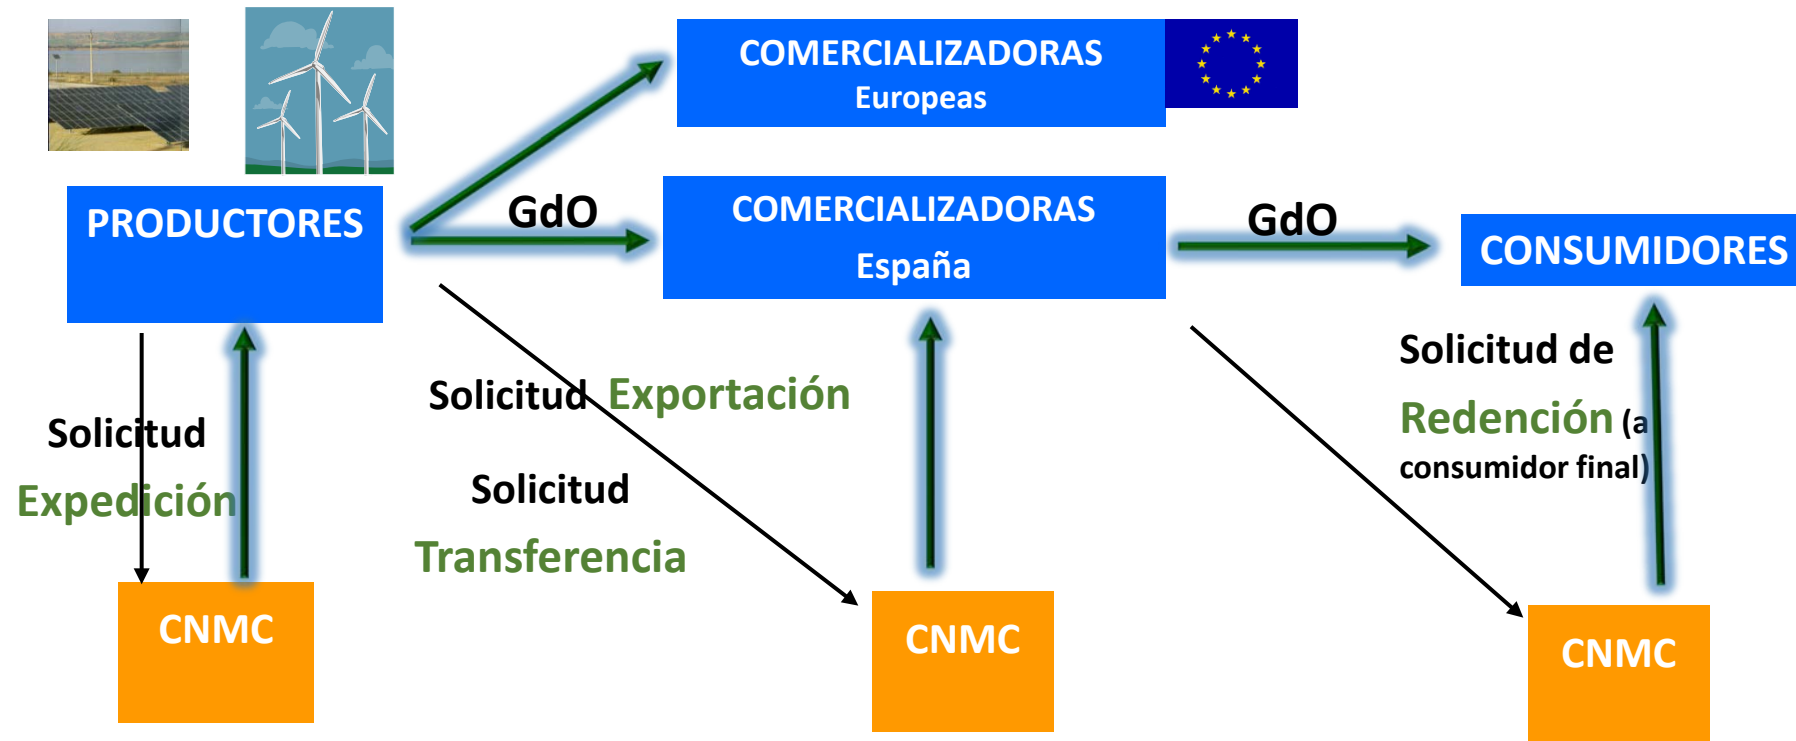 COMERCIALIZADORAS
Europeas
PRODUCTORES
GdO
COMERCIALIZADORAS
España
GdO
CONSUMIDORES
Solicitud
Expedición
Solicitud Exportación
Solicitud
Transferencia
Solicitud de
Redención (a
consumidor final)
CNMC
CNMC
CNMC